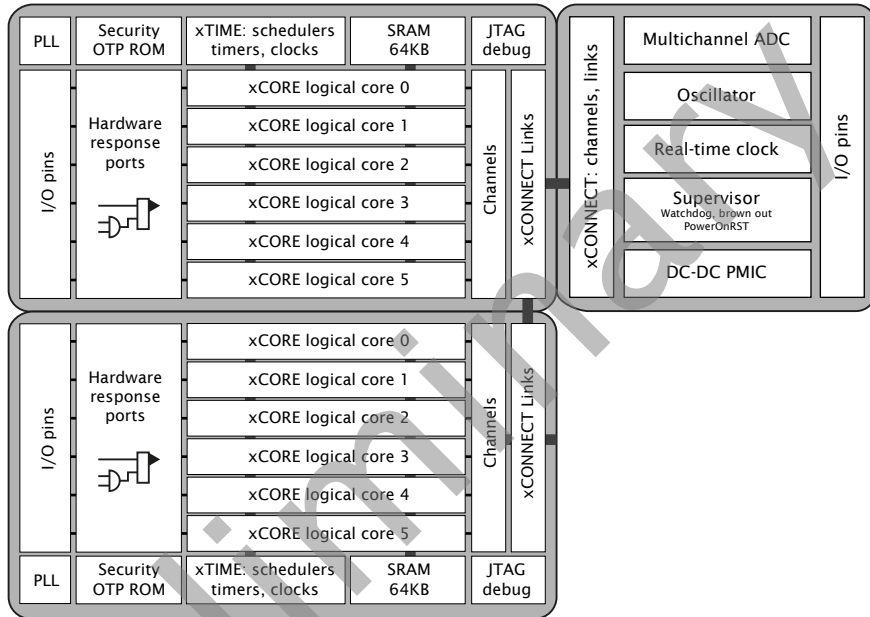 PLL
Security
OTP ROM
xTIME: schedulers
timers, clocks
SRAM
64KB
JTAG
debug
I/O pins
Hardware
response
ports
xCORE logical core 0
xCORE logical core 1
xCORE logical core 2
xCORE logical core 3
xCORE logical core 4
xCORE logical core 5
Channels
xCONNECT Links
xCONNECT: channels, links
Multichannel ADC
Oscillator
Real-time clock
Supervisor
Watchdog, brown out
PowerOnRST
DC-DC PMIC
I/O pins
I/O pins
Hardware
response
ports
xCORE logical core 0
xCORE logical core 1
xCORE logical core 2
xCORE logical core 3
xCORE logical core 4
xCORE logical core 5
Channels
xCONNECT Links
PLL
Security
OTP ROM
xTIME: schedulers
timers, clocks
SRAM
64KB
JTAG
debug
liminary